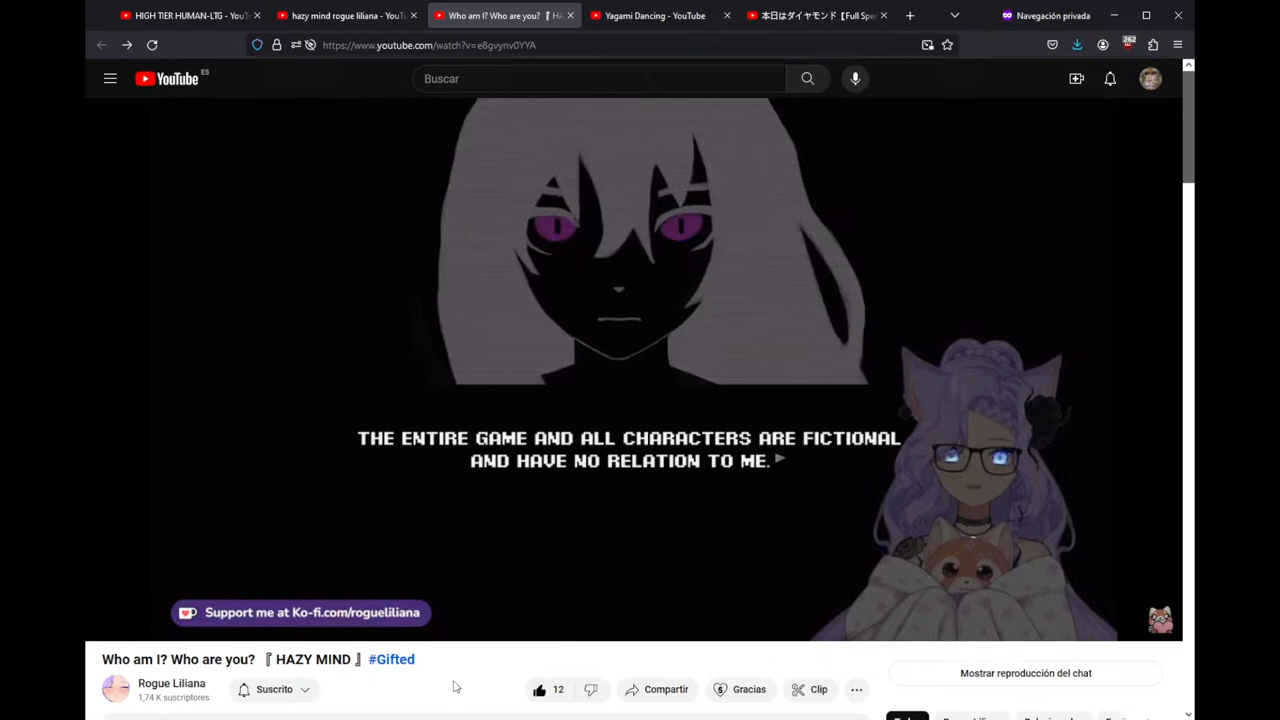 HIGH TIER HUMAN-LTG - YouT
hazy mind rogue liliana - YouTu
Who am I? Who are you? 『 HA
Yagami Dancing - YouTube
本日はダイヤモンド【Full Spe
Navegación privada
https://www.youtube.com/watch?v=e8gvynv0YYA
262
YouTube ES
Buscar
THE ENTIRE GAME AND ALL CHARACTERS ARE FICTIONAL
AND HAVE NO RELATION TO ME.
Support me at Ko-fi.com/rogueliliana
Who am I? Who are you? 『 HAZY MIND 』 #Gifted
Rogue Liliana
1,74 K suscriptores
Suscrito
12
Compartir
Gracias
Clip
Mostrar reproducción del chat